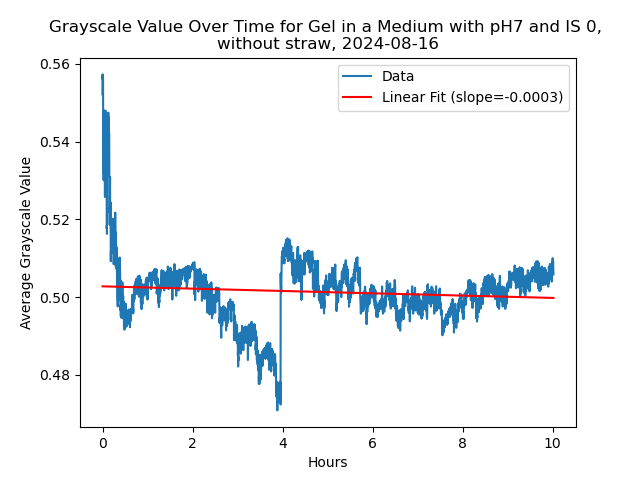 Grayscale Value Over Time for Gel in a Medium with pH7 and IS 0,
without straw, 2024-08-16
Data
Linear Fit (slope=-0.0003)
Average Grayscale Value
0.56
0.54
0.52
0.50
0.48
0 2 4 6 8 10
Hours